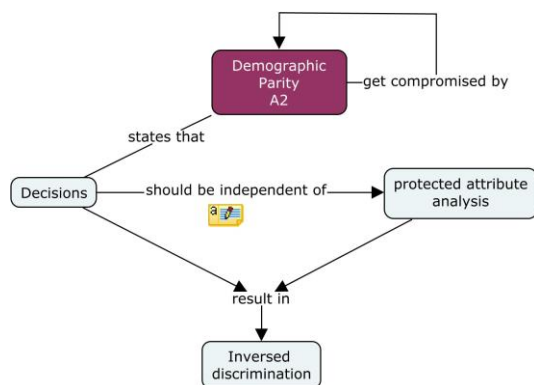 Demographic
Parity
A2
get compromised by
states that
Decisions
should be independent of
protected attribute
analysis
a
result in
Inversed
discrimination